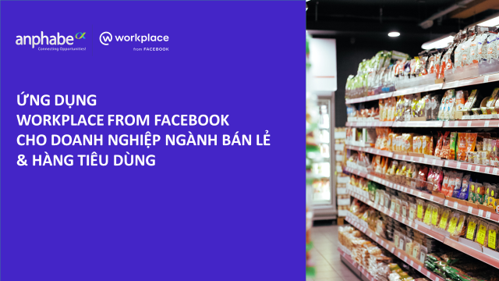 anphabe
Connecting Opportunities!
workplace
from FACEBOOK
ỨNG DỤNG
WORKPLACE FROM FACEBOOK
CHO DOANH NGHIỆP NGÀNH BÁN LẺ
& HÀNG TIÊU DÙNG